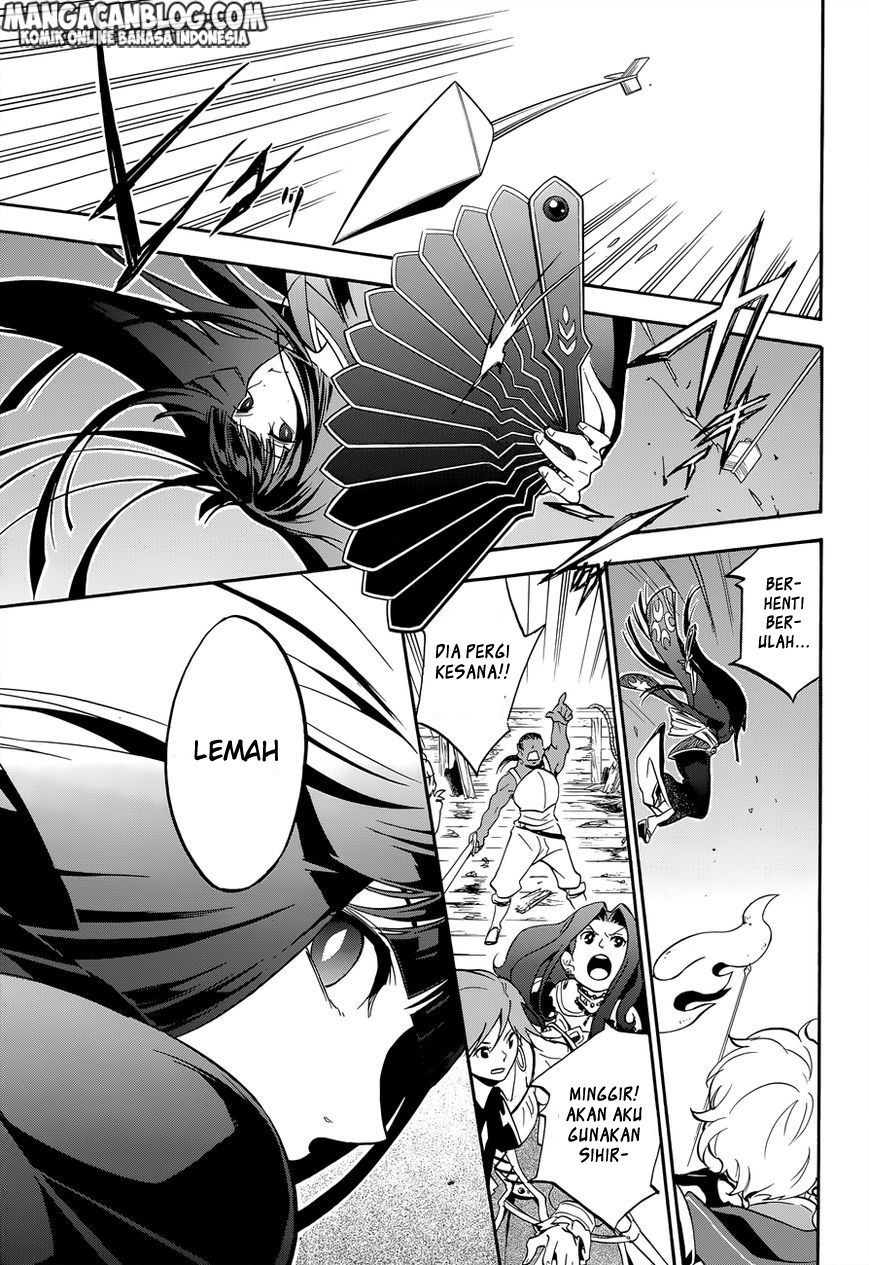 MANGACANBLOG.COM
KOMIK ONLINE BAHASA INDONESIA
BER-
HENTI
BER-
ULAH...
DIA PERGI
KESANA!!
MINGGIR!
AKAN AKU
GUNAKAN
SIHIR-
LEMAH